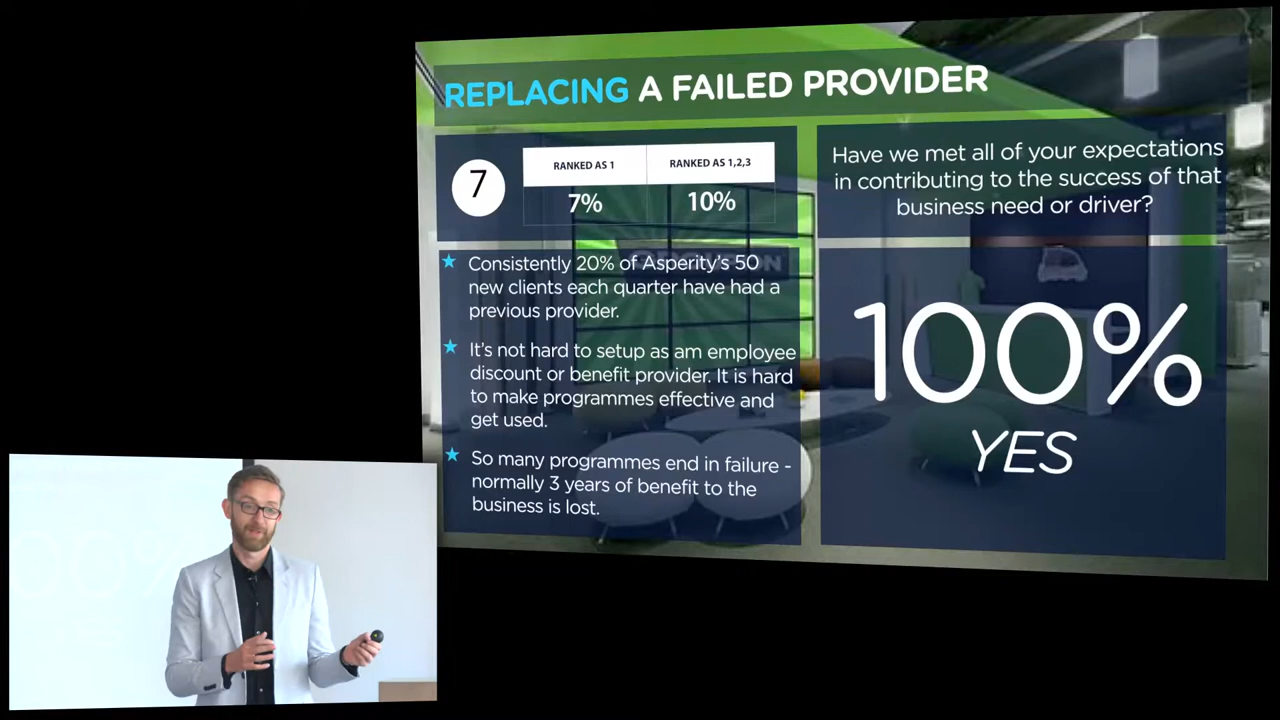 REPLACING A FAILED PROVIDER
7
RANKED AS 1
RANKED AS 1,2,3
7%
10%
Consistently 20% of Asperity's 50
new clients each quarter have had a
previous provider.
It's not hard to setup as am employee
discount or benefit provider. It is hard
to make programmes effective and
get used.
So many programmes end in failure -
normally 3 years of benefit to the
business is lost.
Have we met all of your expectations
in contributing to the success of that
business need or driver?
100%
YES